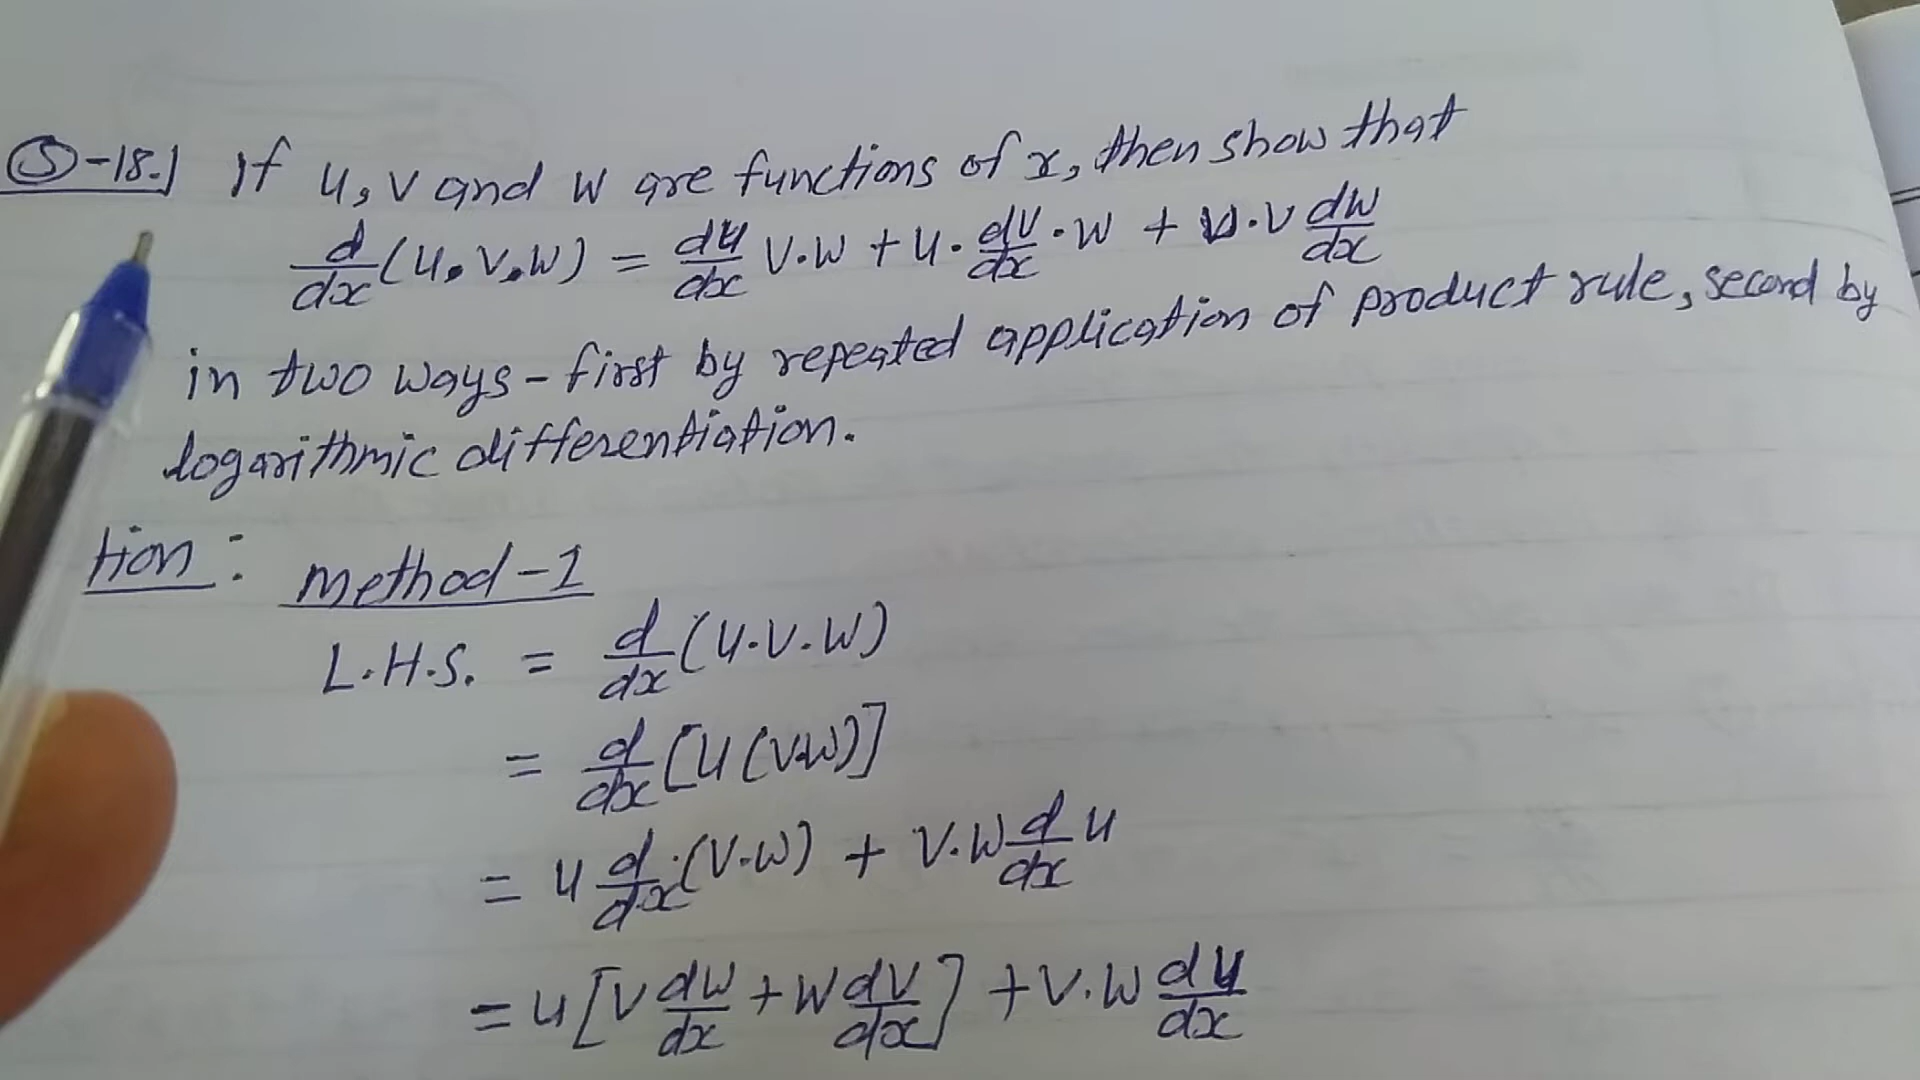 Q-18. If u, v and w are functions of x, then show that
d/dx (u.v.w) = du/dx v.w + u. dv/dx .w + u.v dw/dx
in two ways - first by repeated application of product rule, second by
logarithmic differentiation.
tion: method-1
L.H.S. = d/dx (u.v.w)
= d/dx [u (v.w)]
= u d/dx (v.w) + v.w d/dx u
= u [v dw/dx + w dv/dx] + v.w du/dx